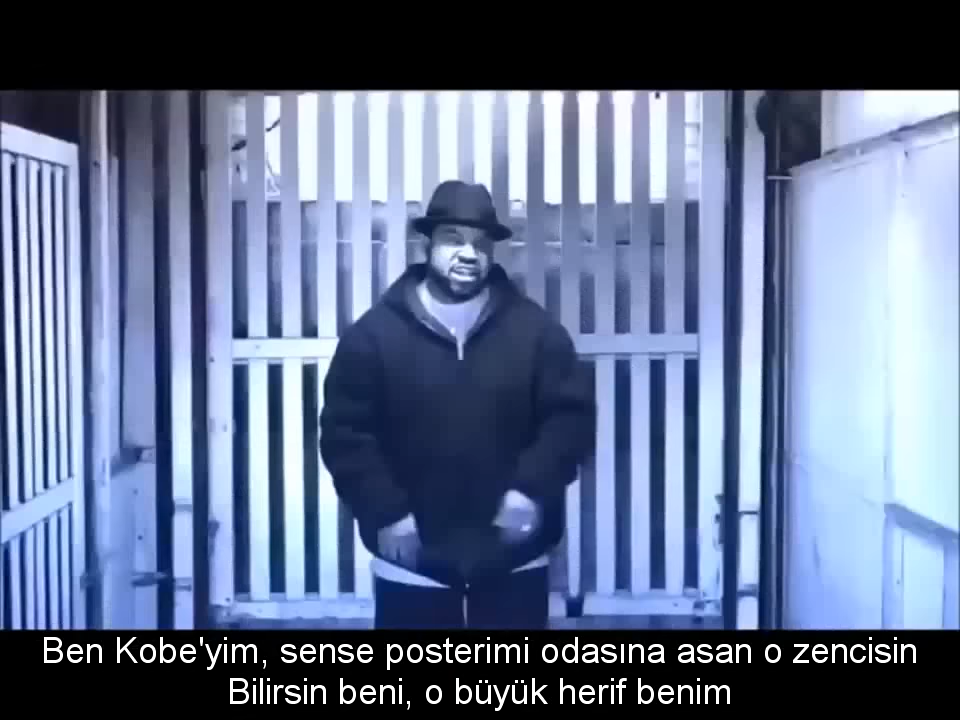 Ben Kobe'yim, sense posterimi odasına asan o zencisin
Bilirsin beni, o büyük herif benim